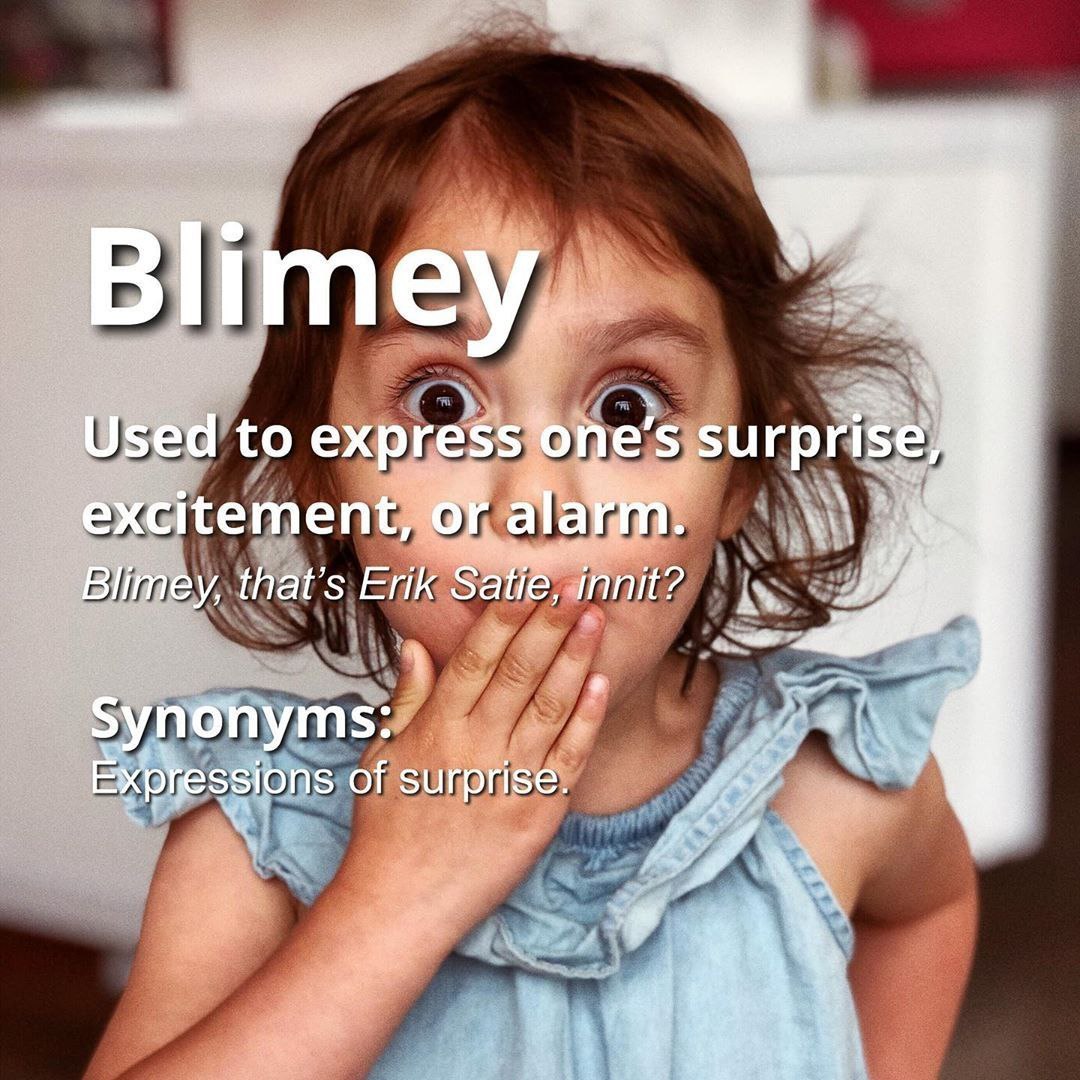 Blimey
Used to express one’s surprise,
excitement, or alarm.
Blimey, that’s Erik Satie, innit?
Synonyms:
Expressions of surprise.